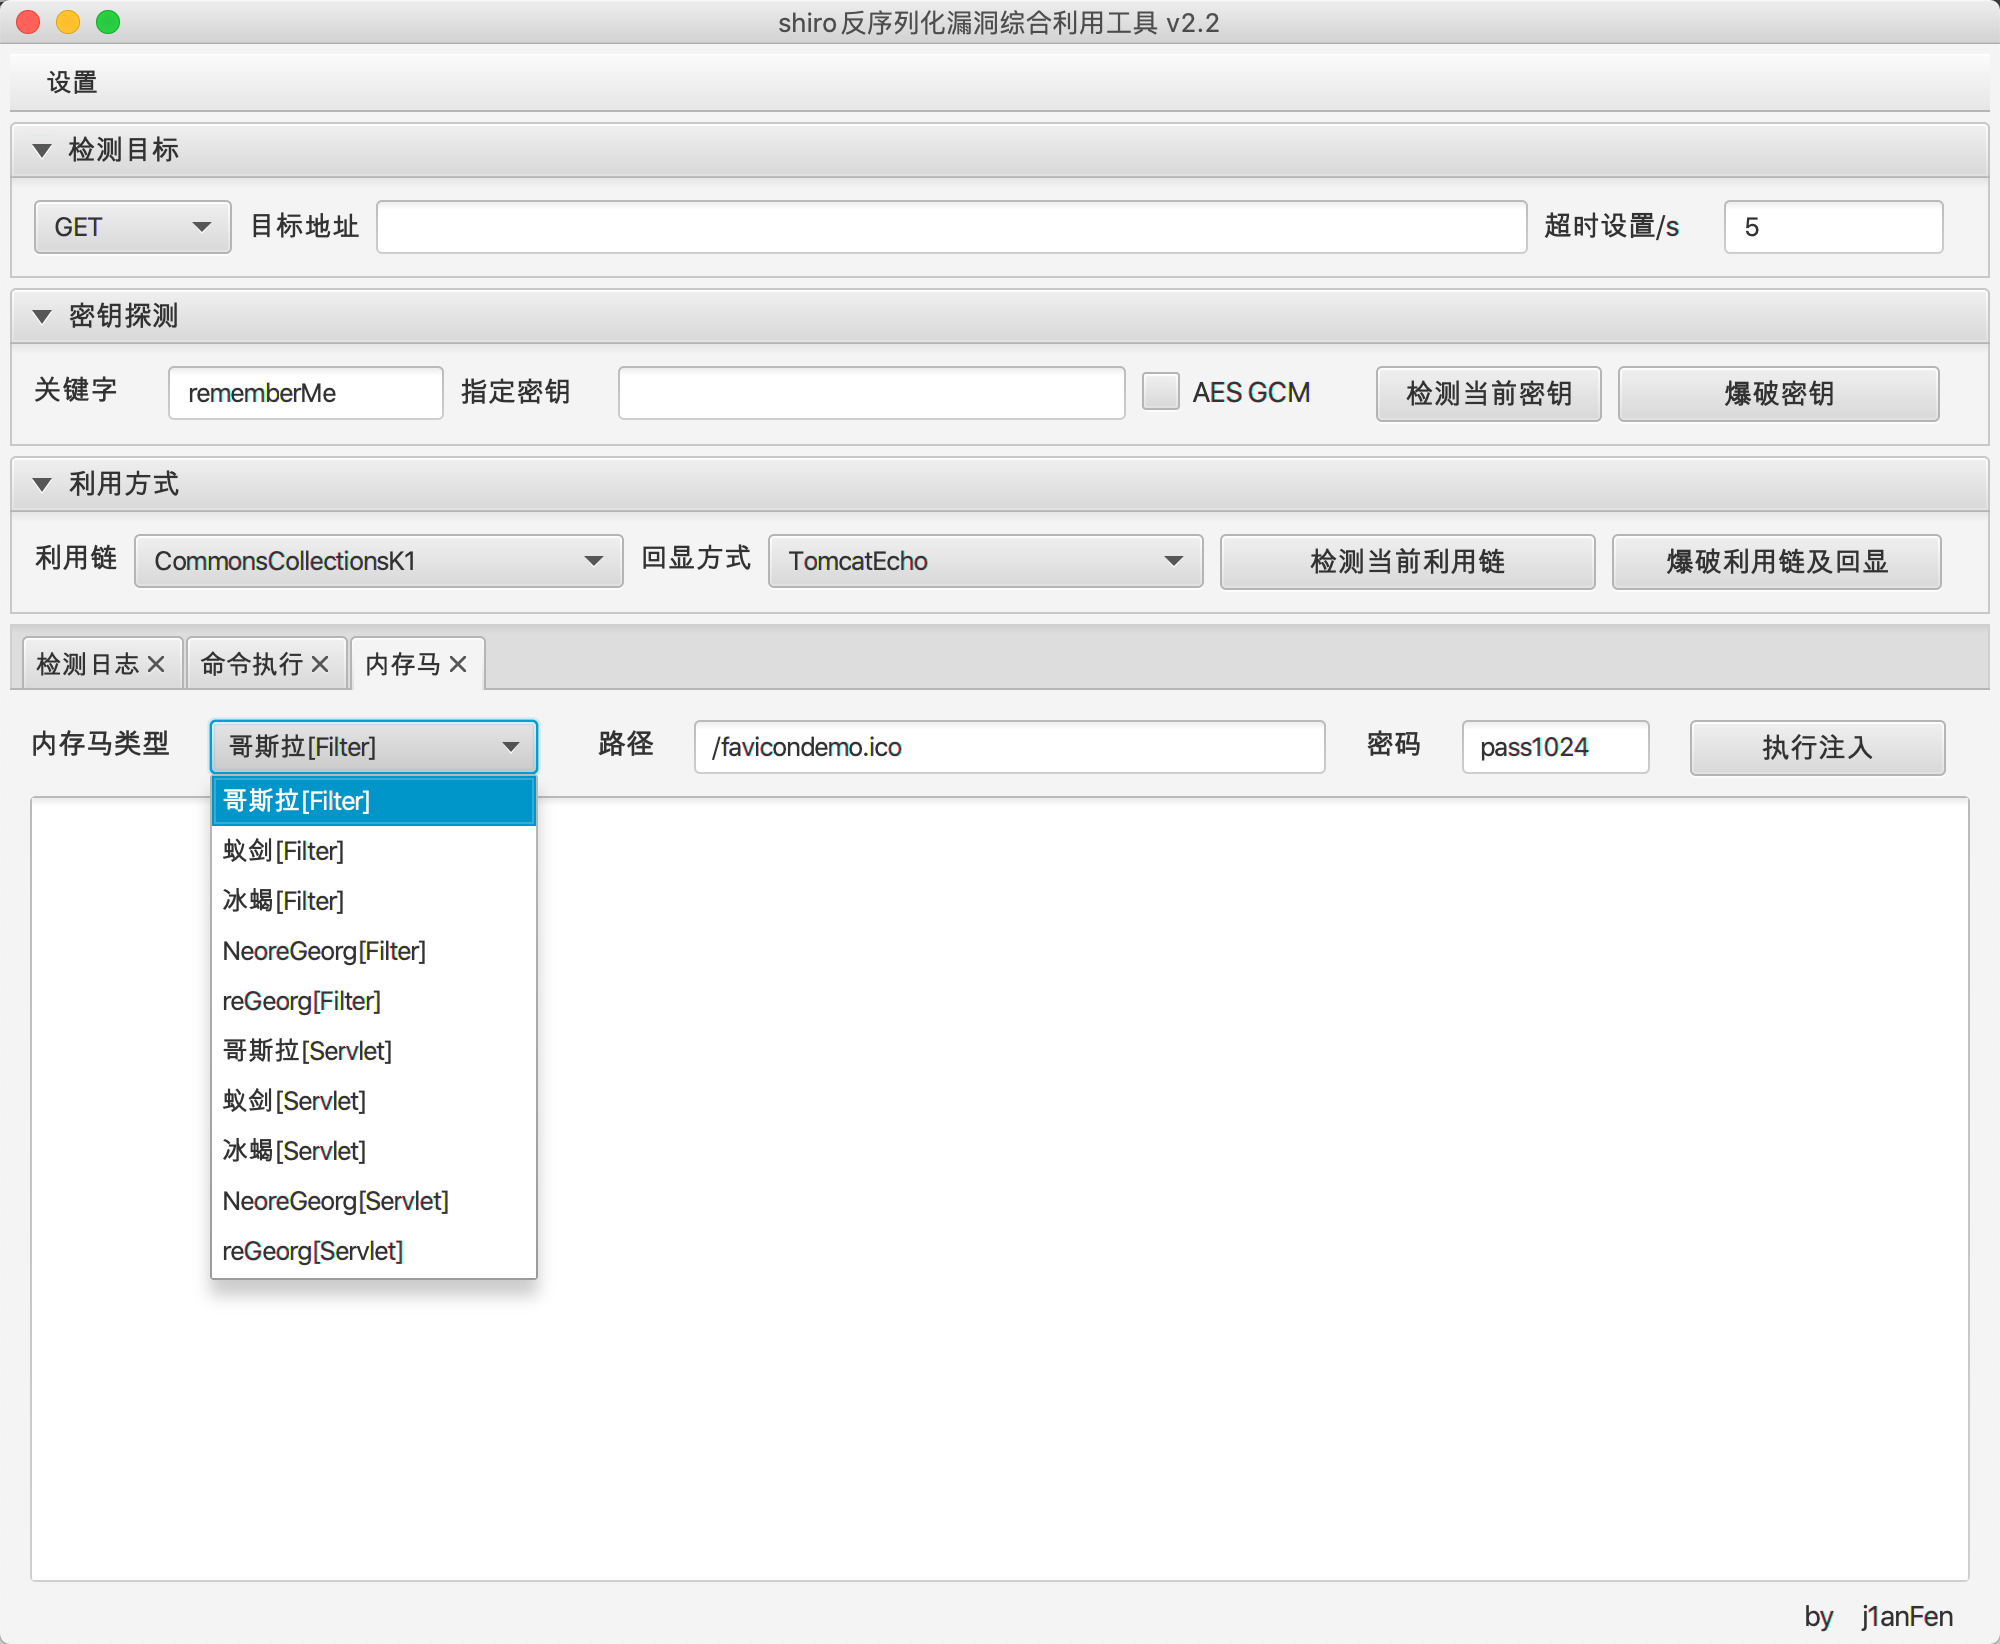 shiro反序列化漏洞综合利用工具 v2.2
设置
检测目标
GET 目标地址 超时设置/s 5
密钥探测
关键字 rememberMe 指定密钥 AES GCM 检测当前密钥 爆破密钥
利用方式
利用链 CommonsCollectionsK1 回显方式 TomcatEcho 检测当前利用链 爆破利用链及回显
检测日志 命令执行 内存马
内存马类型 哥斯拉[Filter] 路径 /favicondemo.ico 密码 pass1024 执行注入
哥斯拉[Filter]
蚁剑[Filter]
冰蝎[Filter]
NeoreGeorg[Filter]
reGeorg[Filter]
哥斯拉[Servlet]
蚁剑[Servlet]
冰蝎[Servlet]
NeoreGeorg[Servlet]
reGeorg[Servlet]
by j1anFen